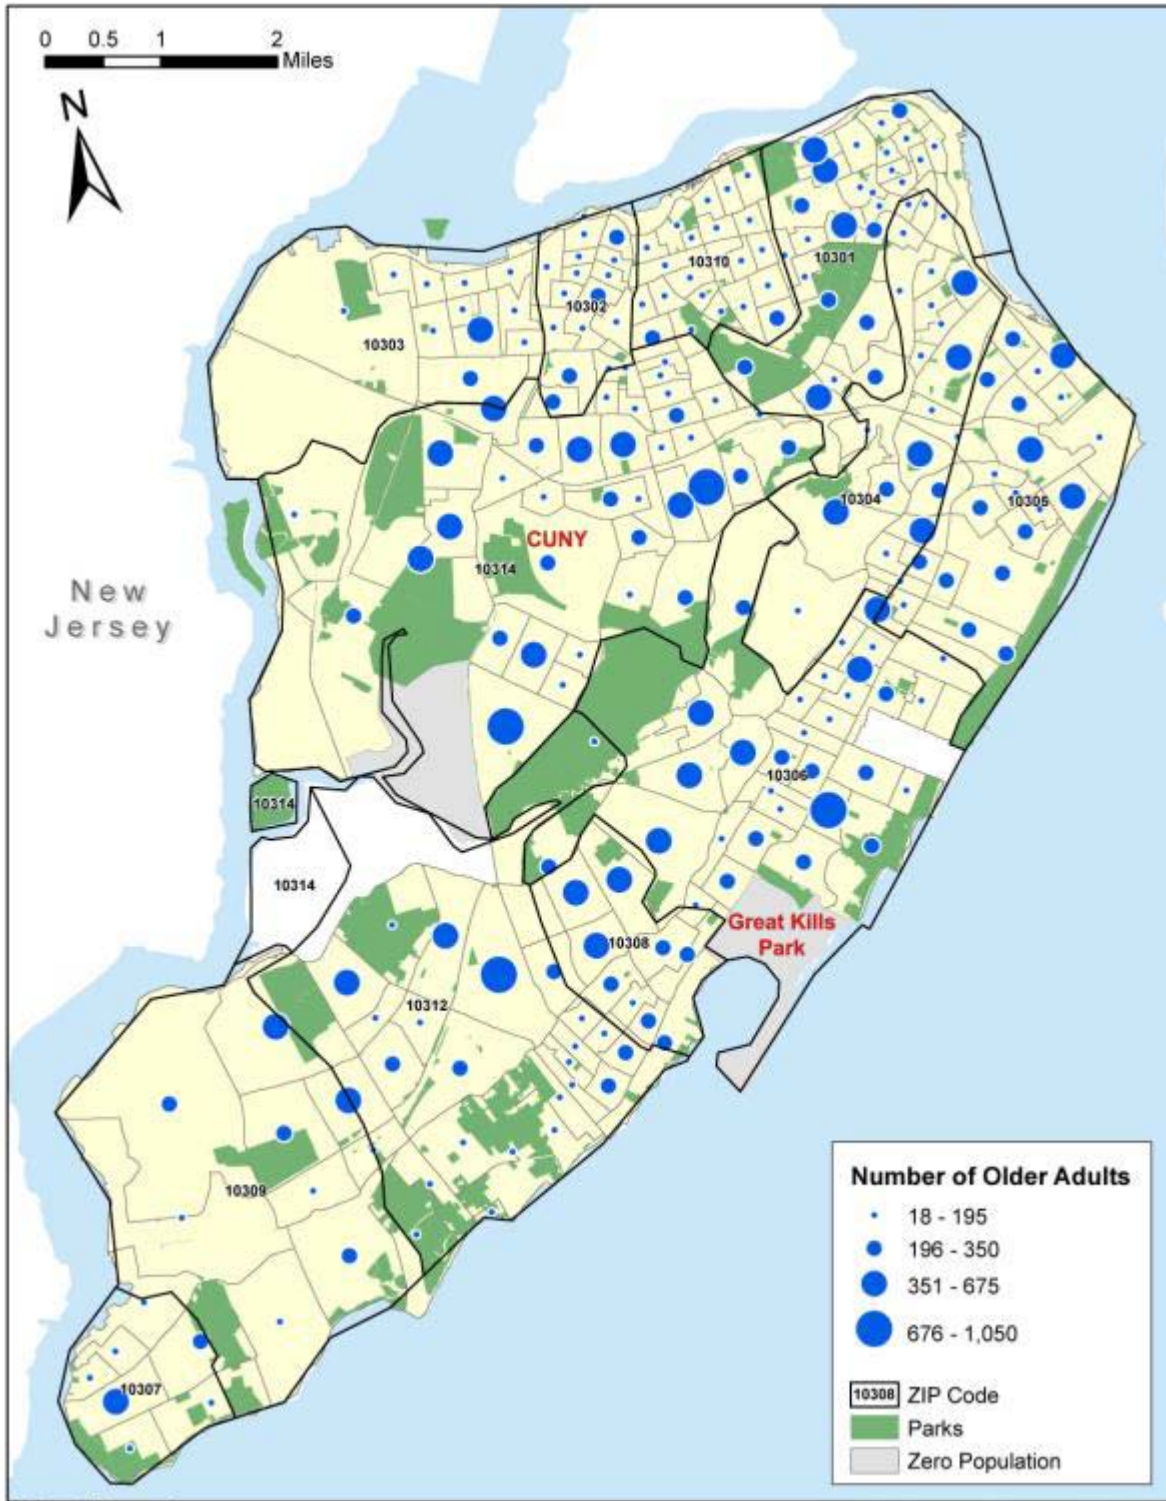 0 0.5 1 2
Miles
N
10301
10310
10302
10303
CUNY
10304
10305
10314
New
Jersey
10306
10314
10314
Great Kills
Park
10308
10312
10309
10307
Number of Older Adults
18 - 195
196 - 350
351 - 675
676 - 1,050
10308 ZIP Code
Parks
Zero Population